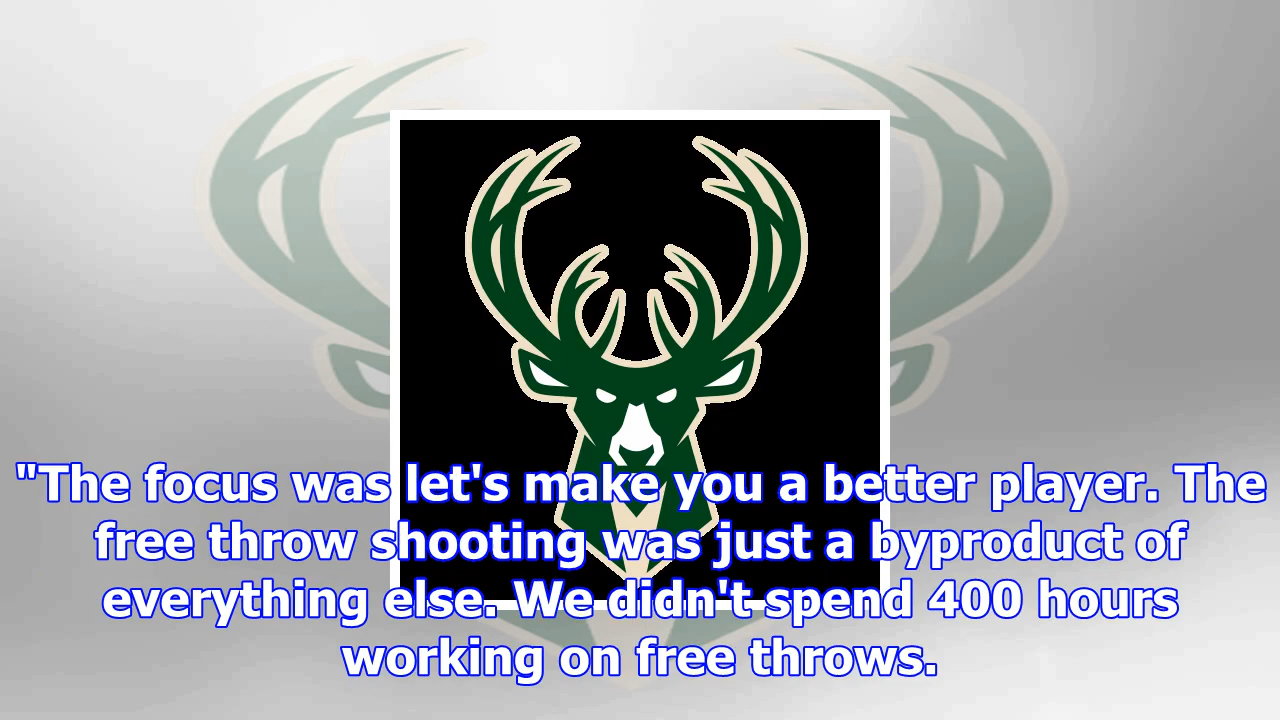 "The focus was let's make you a better player. The
free throw shooting was just a byproduct of
everything else. We didn't spend 400 hours
working on free throws.